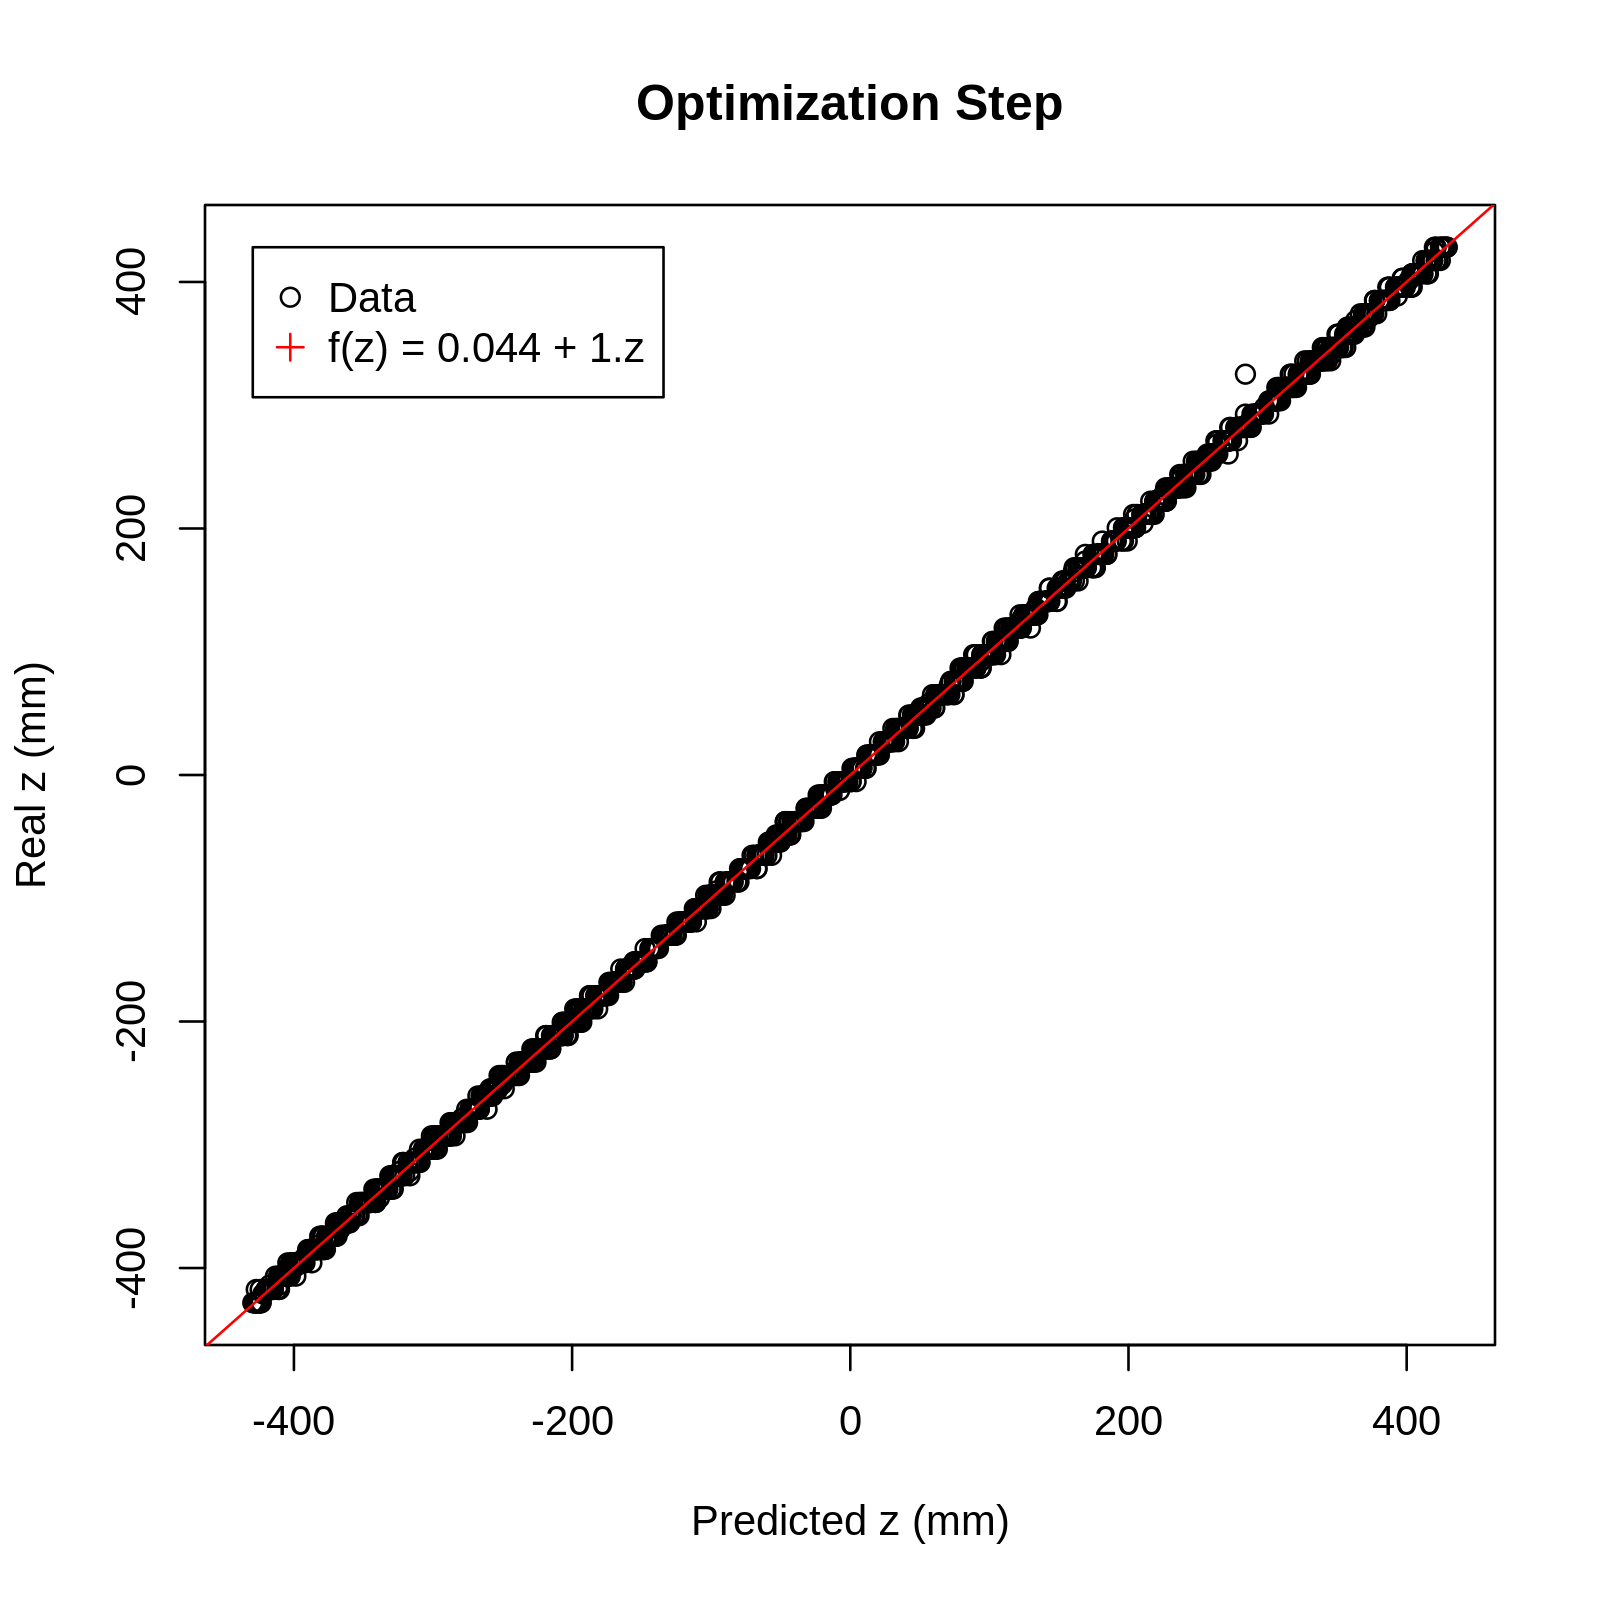 Optimization Step
Data
f(z) = 0.044 + 1.z
400
200
0
-200
-400
Real z (mm)
-400 -200 0 200 400
Predicted z (mm)